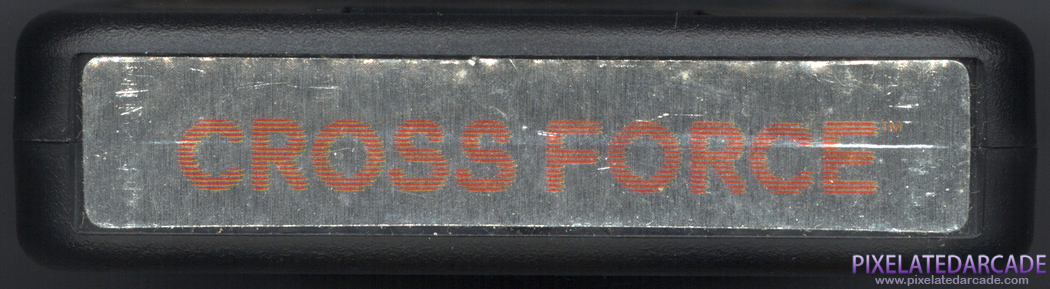 CROSS FORCE™
PIXELATEDARCADE
www.pixelatedarcade.com